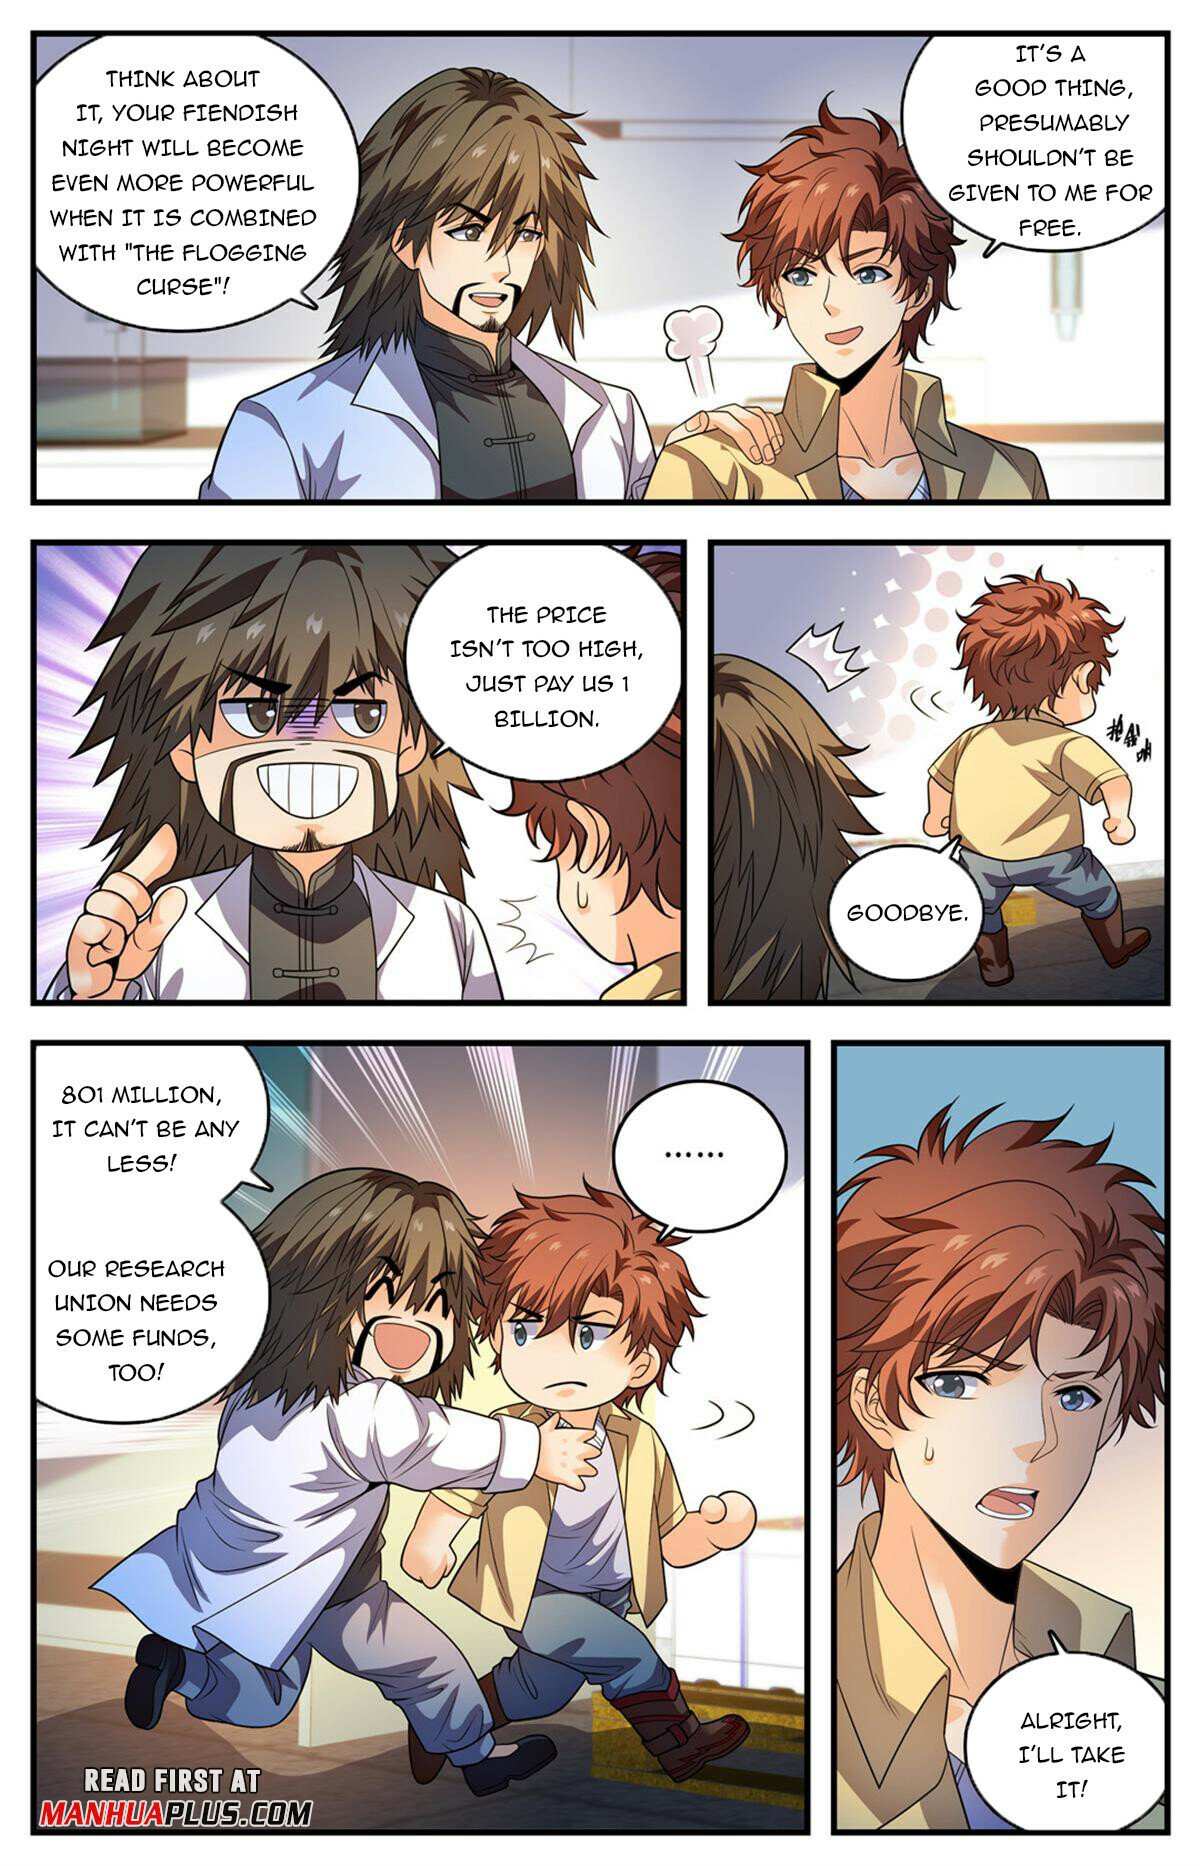 THINK ABOUT
IT, YOUR FIENDISH
NIGHT WILL BECOME
EVEN MORE POWERFUL
WHEN IT IS COMBINED
WITH "THE FLOGGING
CURSE"!
IT'S A
GOOD THING,
PRESUMABLY
SHOULDN'T BE
GIVEN TO ME FOR
FREE.
THE PRICE
ISN'T TOO HIGH,
JUST PAY US 1
BILLION.
GOODBYE.
801 MILLION,
IT CAN'T BE ANY
LESS!
OUR RESEARCH
UNION NEEDS
SOME FUNDS,
TOO!
......
ALRIGHT,
I'LL TAKE
IT!
READ FIRST AT
MANHUAPLUS.COM